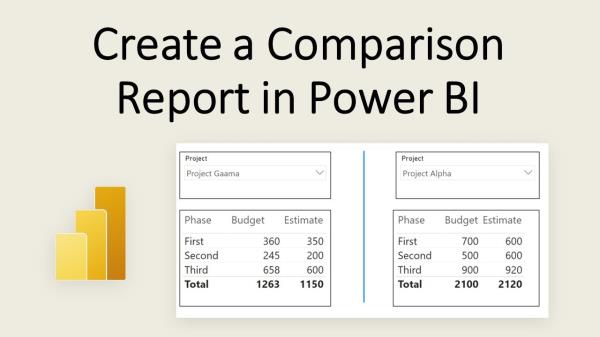 Create a Comparison
Report in Power BI
Project
Project Gaama
Phase Budget Estimate
First 360 350
Second 245 200
Third 658 600
Total 1263 1150
Project
Project Alpha
Phase Budget Estimate
First 700 600
Second 500 600
Third 900 920
Total 2100 2120